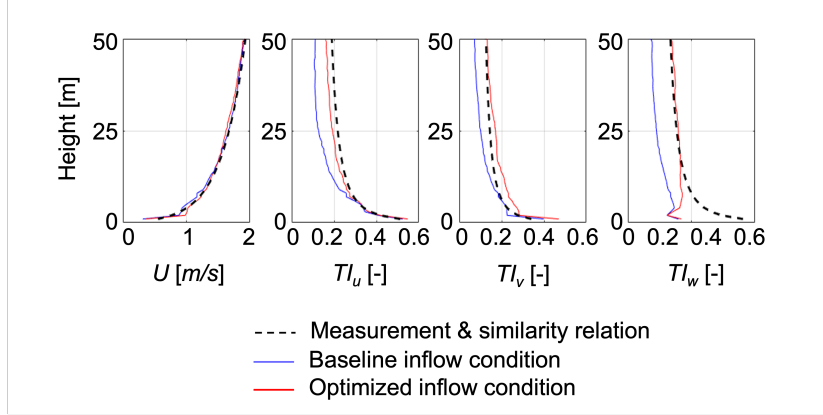 50 50 50 50
Height [m]
25 25 25 25
0 0 0 0
0 1 2 0 0.2 0.4 0.6 0 0.2 0.4 0.6 0 0.2 0.4 0.6
U [m/s] TIu [-] TIv [-] TIw [-]
Measurement & similarity relation
Baseline inflow condition
Optimized inflow condition